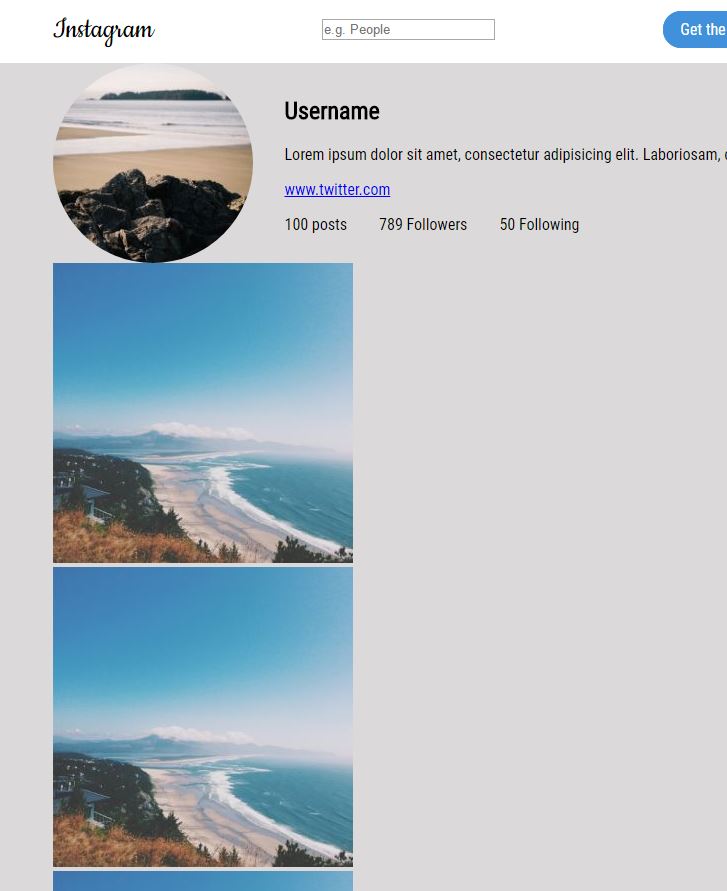 Instagram
e.g. People
Get the
Username
Lorem ipsum dolor sit amet, consectetur adipisicing elit. Laboriosam,
www.twitter.com
100 posts 789 Followers 50 Following